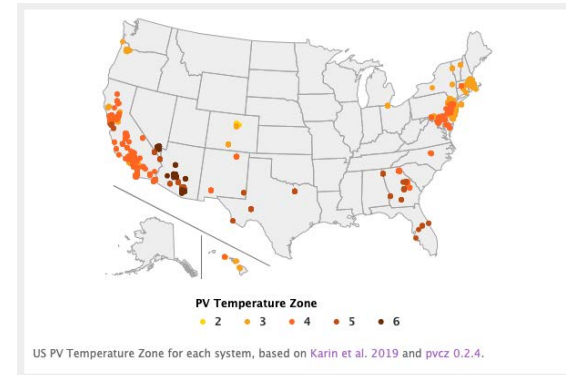 PV Temperature Zone
2 3 4 5 6
US PV Temperature Zone for each system, based on Karin et al. 2019 and pvcz 0.2.4.